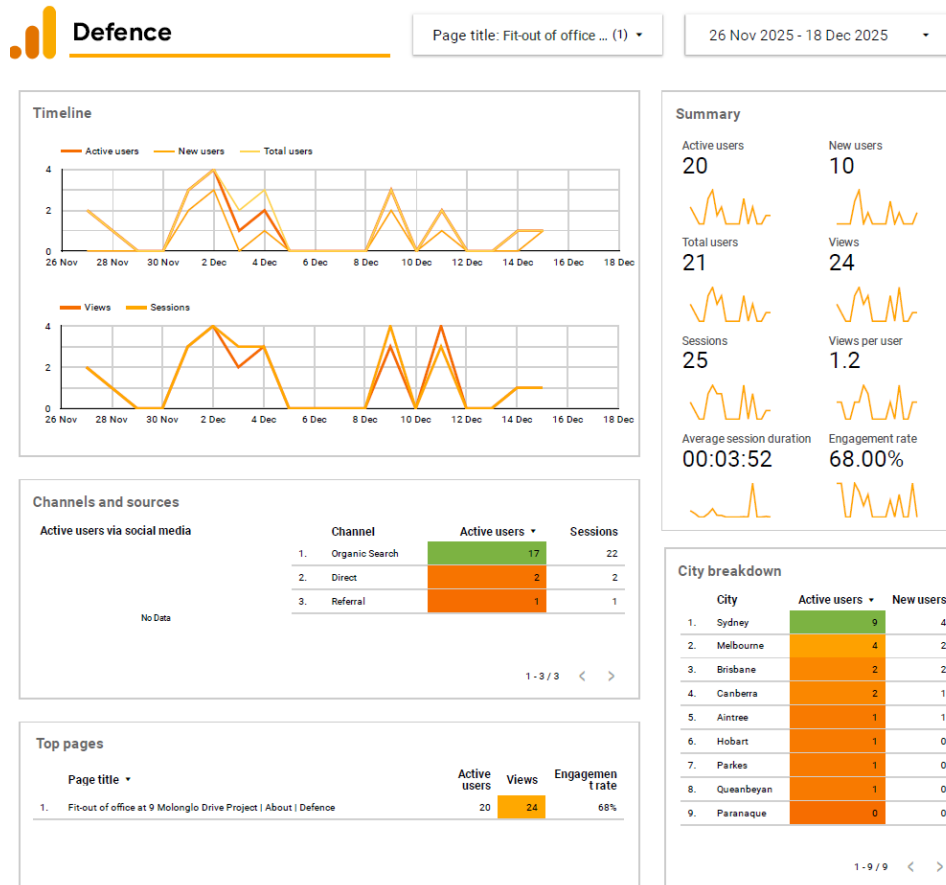 Defence
Page title: Fit-out of office ... (1)
26 Nov 2025 - 18 Dec 2025
Timeline
Active users New users Total users
4
2
0
26 Nov 28 Nov 30 Nov 2 Dec 4 Dec 6 Dec 8 Dec 10 Dec 12 Dec 14 Dec 16 Dec 18 Dec
Views Sessions
4
2
0
26 Nov 28 Nov 30 Nov 2 Dec 4 Dec 6 Dec 8 Dec 10 Dec 12 Dec 14 Dec 16 Dec 18 Dec
Summary
Active users New users
20 10
Total users Views
21 24
Sessions Views per user
25 1.2
Average session duration Engagement rate
00:03:52 68.00%
Channels and sources
Active users via social media
No Data
Channel Active users Sessions
1. Organic Search 17 22
2. Direct 2 2
3. Referral 1 1
1 - 3 / 3
City breakdown
City Active users New users
1. Sydney 9 4
2. Melbourne 4 2
3. Brisbane 2 2
4. Canberra 2 1
5. Aintree 1 1
6. Hobart 1 0
7. Parkes 1 0
8. Queanbeyan 1 0
9. Paranaque 0 0
1 - 9 / 9
Top pages
Page title Active users Views Engagemen t rate
1. Fit-out of office at 9 Molonglo Drive Project | About | Defence 20 24 68%